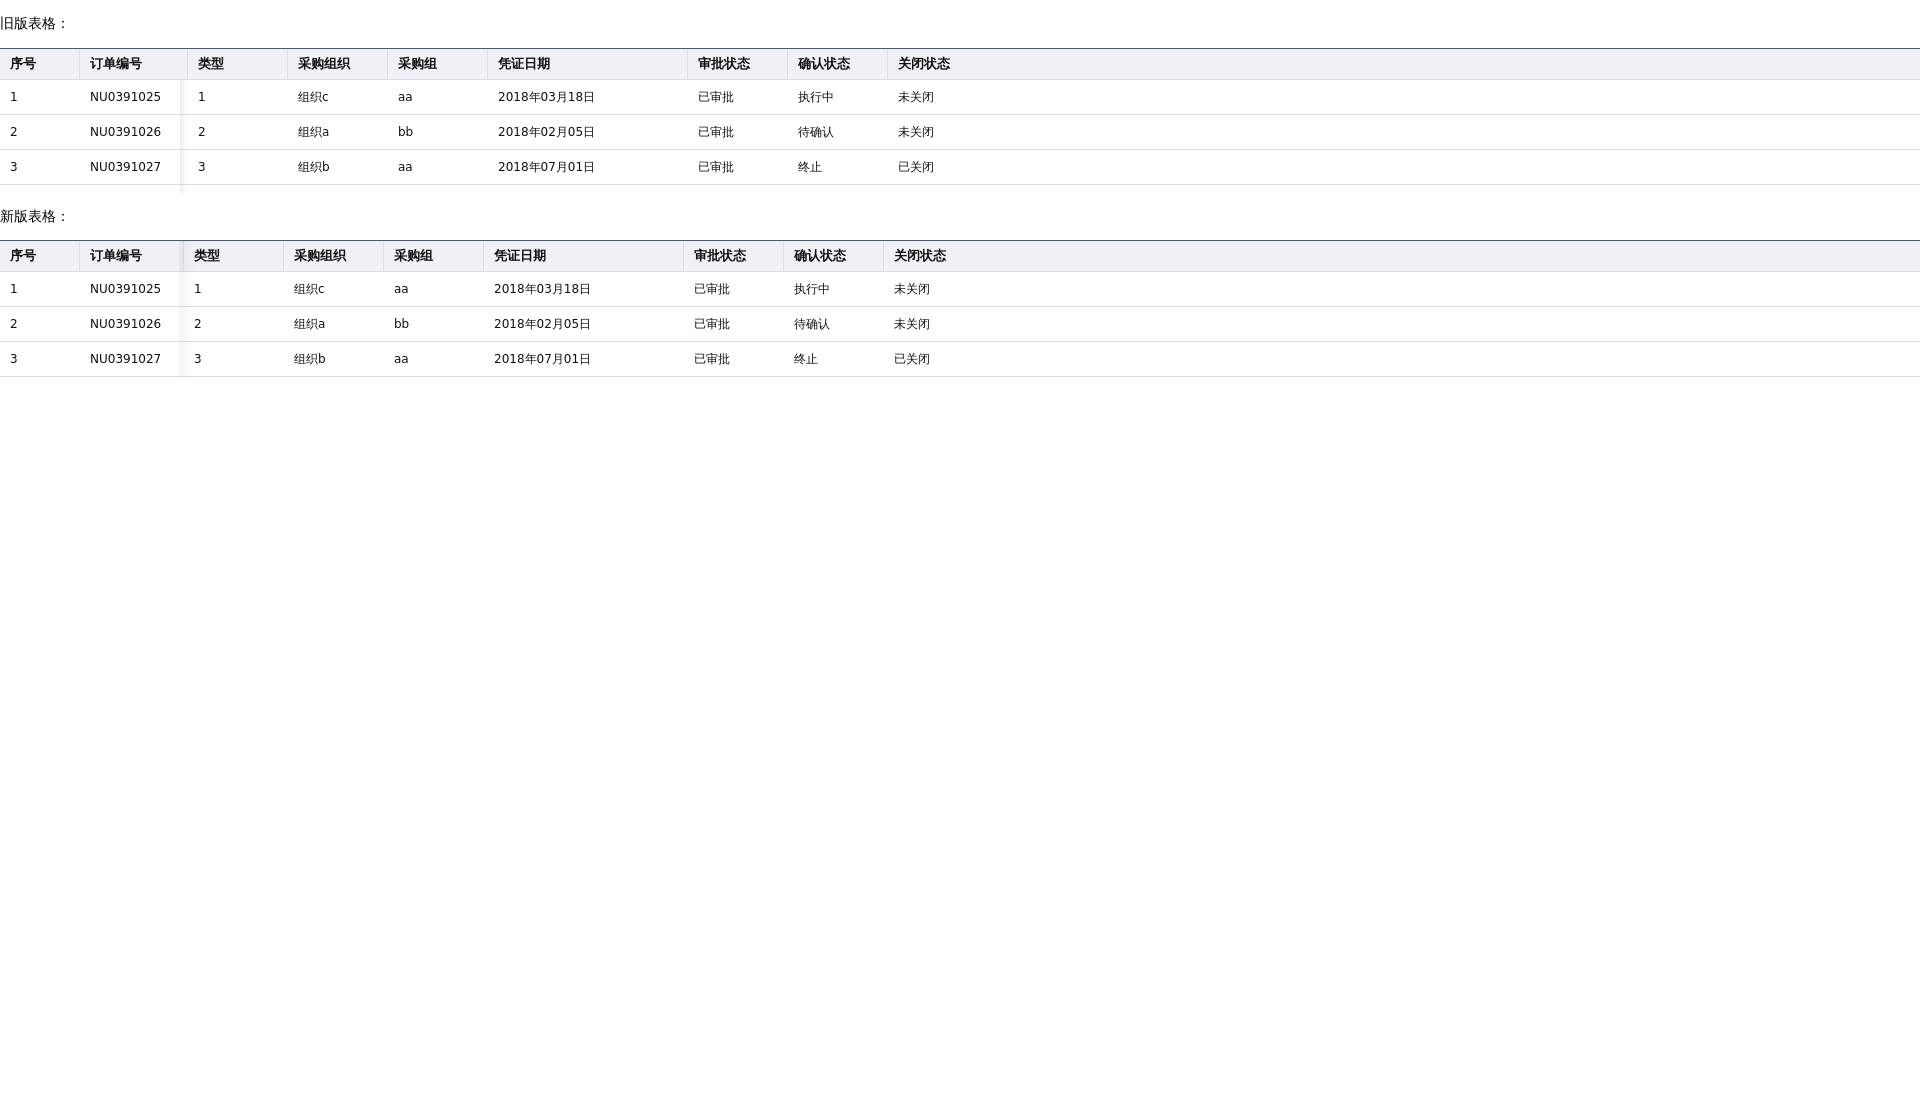 旧版表格：
序号 订单编号 类型 采购组织 采购组 凭证日期 审批状态 确认状态 关闭状态
1 NU0391025 1 组织c aa 2018年03月18日 已审批 执行中 未关闭
2 NU0391026 2 组织a bb 2018年02月05日 已审批 待确认 未关闭
3 NU0391027 3 组织b aa 2018年07月01日 已审批 终止 已关闭
新版表格：
序号 订单编号 类型 采购组织 采购组 凭证日期 审批状态 确认状态 关闭状态
1 NU0391025 1 组织c aa 2018年03月18日 已审批 执行中 未关闭
2 NU0391026 2 组织a bb 2018年02月05日 已审批 待确认 未关闭
3 NU0391027 3 组织b aa 2018年07月01日 已审批 终止 已关闭